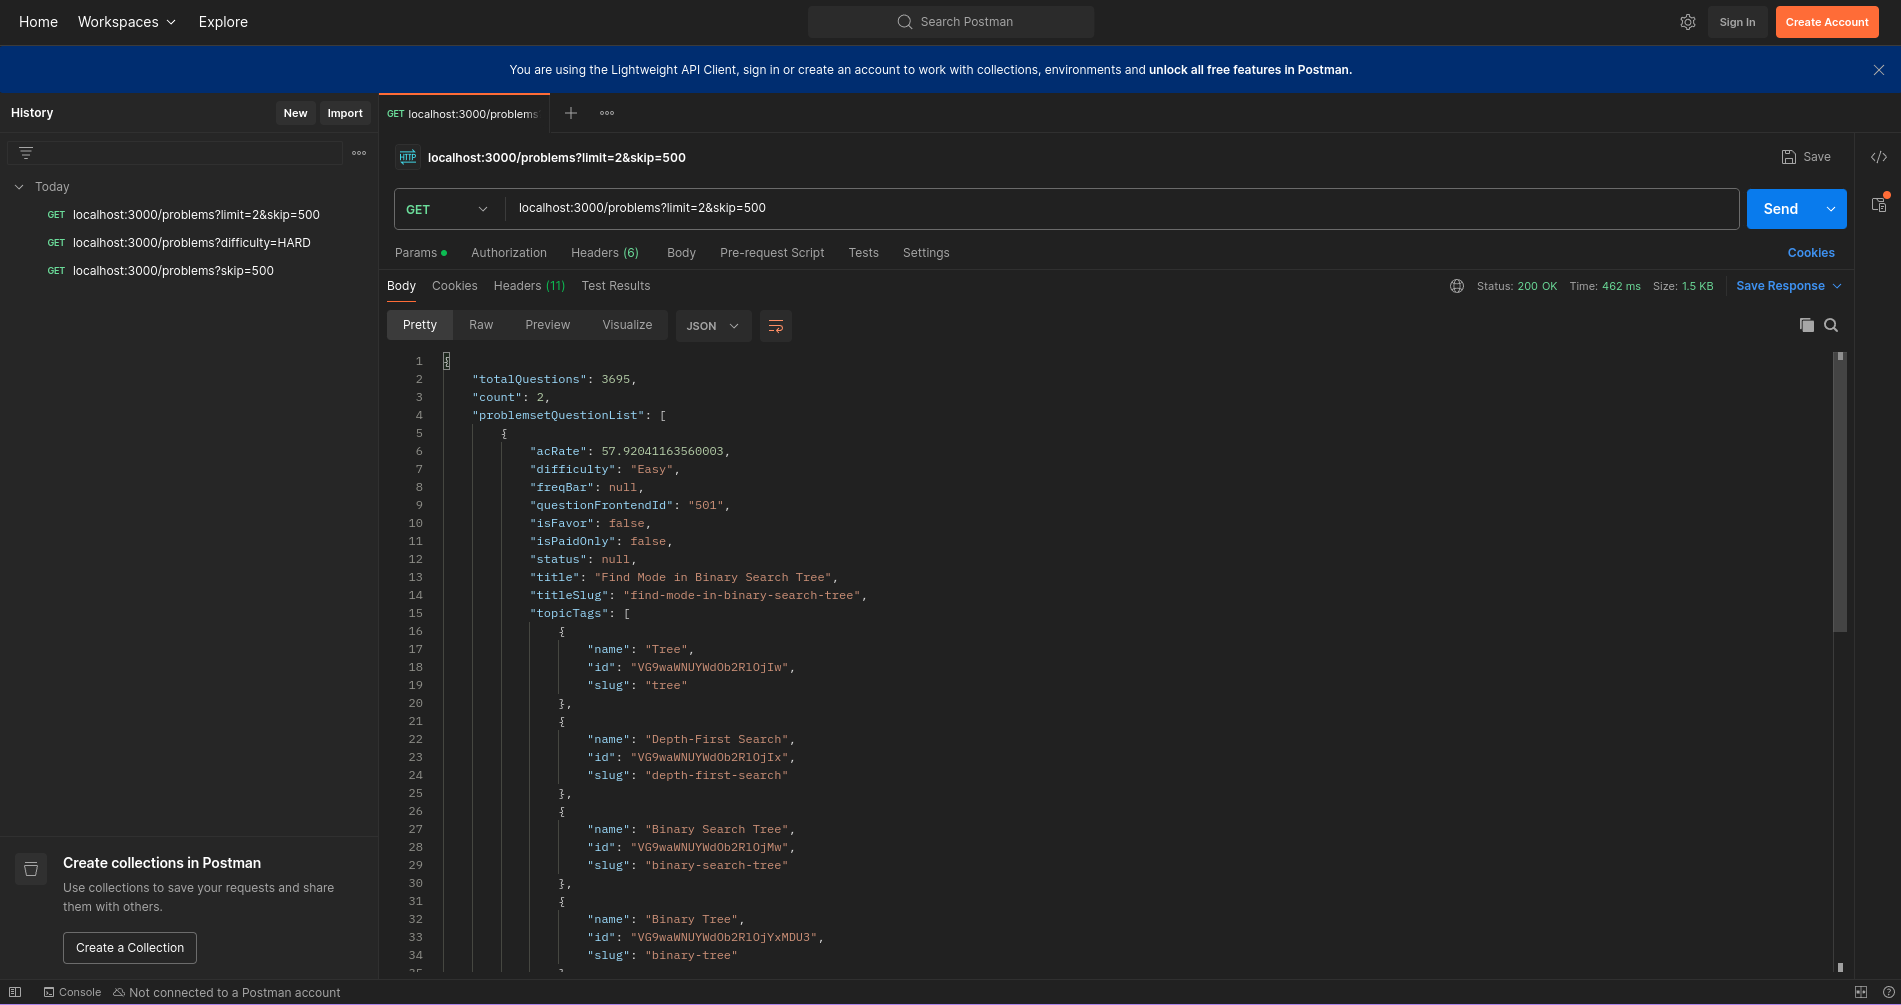 Home Workspaces Explore Search Postman Sign In Create Account
You are using the Lightweight API Client, sign in or create an account to work with collections, environments and unlock all free features in Postman.
History New Import
Today
GET localhost:3000/problems?limit=2&skip=500
GET localhost:3000/problems?difficulty=HARD
GET localhost:3000/problems?skip=500
Create collections in Postman
Use collections to save your requests and share
them with others.
Create a Collection
GET localhost:3000/problems
HTTP localhost:3000/problems?limit=2&skip=500 Save
GET localhost:3000/problems?limit=2&skip=500 Send
Params Authorization Headers (6) Body Pre-request Script Tests Settings Cookies
Body Cookies Headers (11) Test Results Status: 200 OK Time: 462 ms Size: 1.5 KB Save Response
Pretty Raw Preview Visualize JSON
1 {
2 "totalQuestions": 3695,
3 "count": 2,
4 "problemsetQuestionList": [
5 {
6 "acRate": 57.92041163560003,
7 "difficulty": "Easy",
8 "freqBar": null,
9 "questionFrontendId": "501",
10 "isFavor": false,
11 "isPaidOnly": false,
12 "status": null,
13 "title": "Find Mode in Binary Search Tree",
14 "titleSlug": "find-mode-in-binary-search-tree",
15 "topicTags": [
16 {
17 "name": "Tree",
18 "id": "VG9waWNUYWdOb2RlOjIw",
19 "slug": "tree"
20 },
21 {
22 "name": "Depth-First Search",
23 "id": "VG9waWNUYWdOb2RlOjIx",
24 "slug": "depth-first-search"
25 },
26 {
27 "name": "Binary Search Tree",
28 "id": "VG9waWNUYWdOb2RlOjMw",
29 "slug": "binary-search-tree"
30 },
31 {
32 "name": "Binary Tree",
33 "id": "VG9waWNUYWdOb2RlOjYxMDU3",
34 "slug": "binary-tree"
35 }
Console Not connected to a Postman account